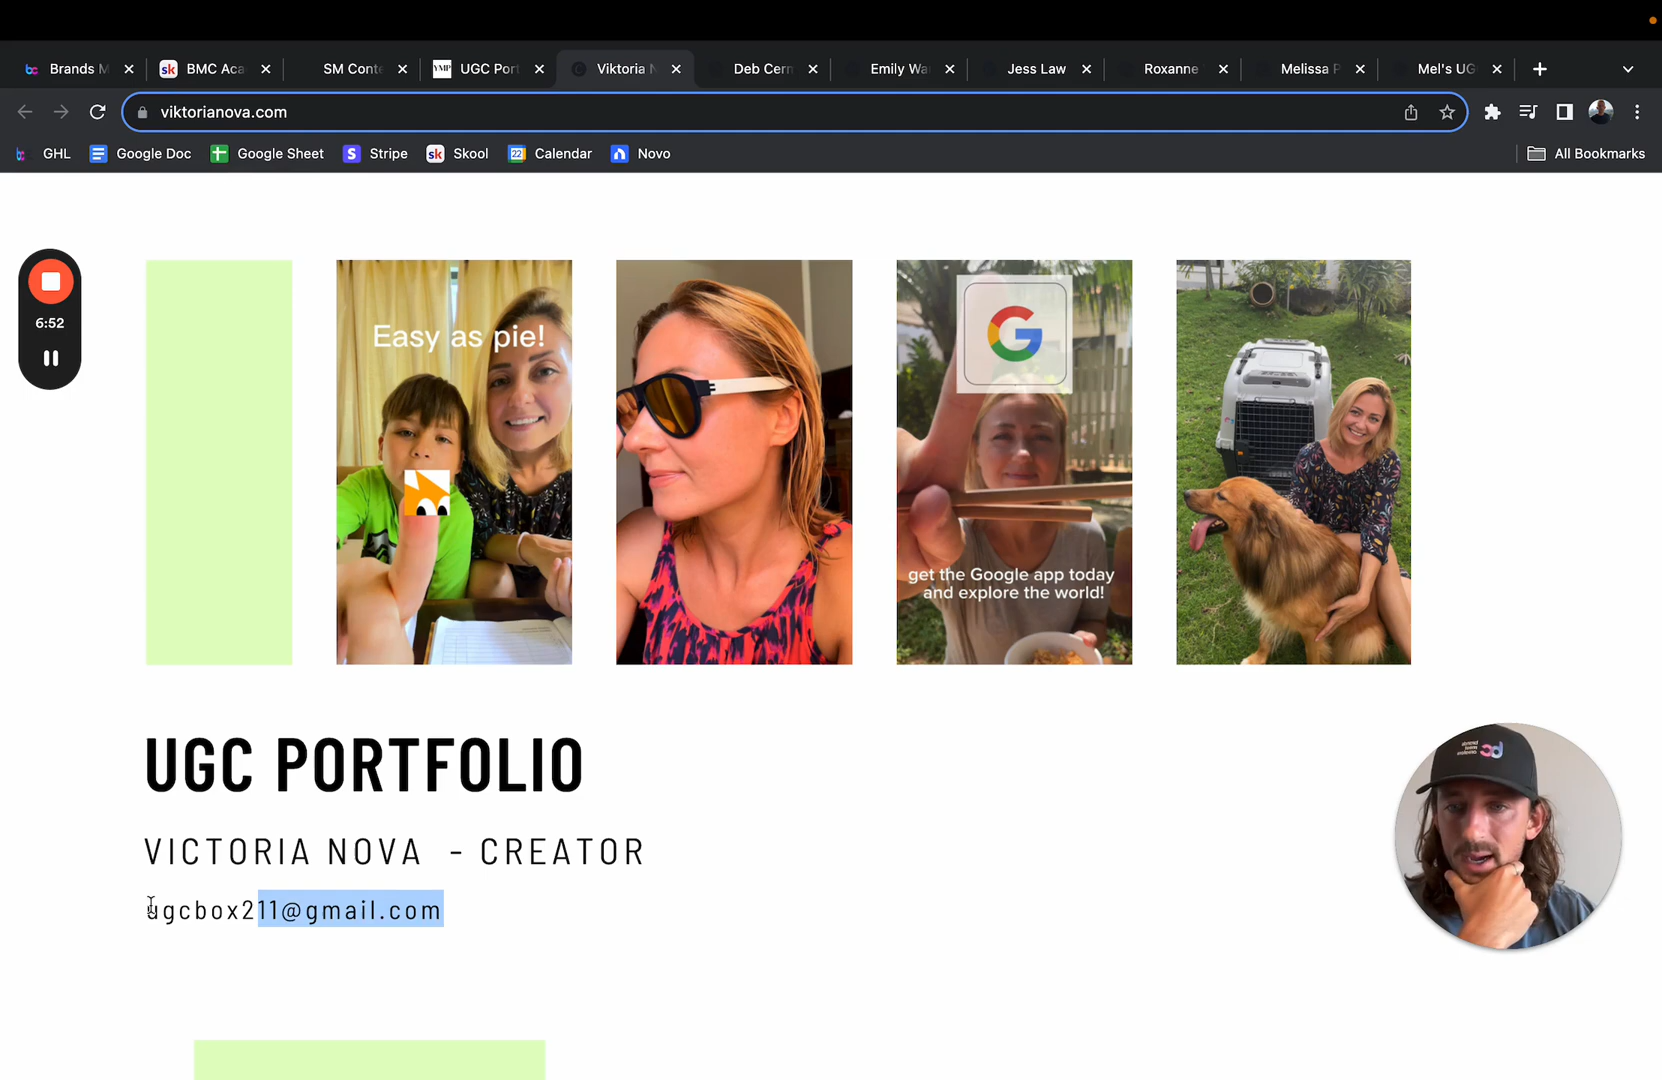 Brands M
BMC Aca
SM Conte
UGC Port
Viktoria N
Deb Cern
Emily Wa
Jess Law
Roxanne
Melissa P
Mel's UG
viktorianova.com
GHL
Google Doc
Google Sheet
Stripe
Skool
Calendar
Novo
All Bookmarks
6:52
Easy as pie!
G
get the Google app today
and explore the world!
UGC PORTFOLIO
VICTORIA NOVA - CREATOR
ugcbox211@gmail.com